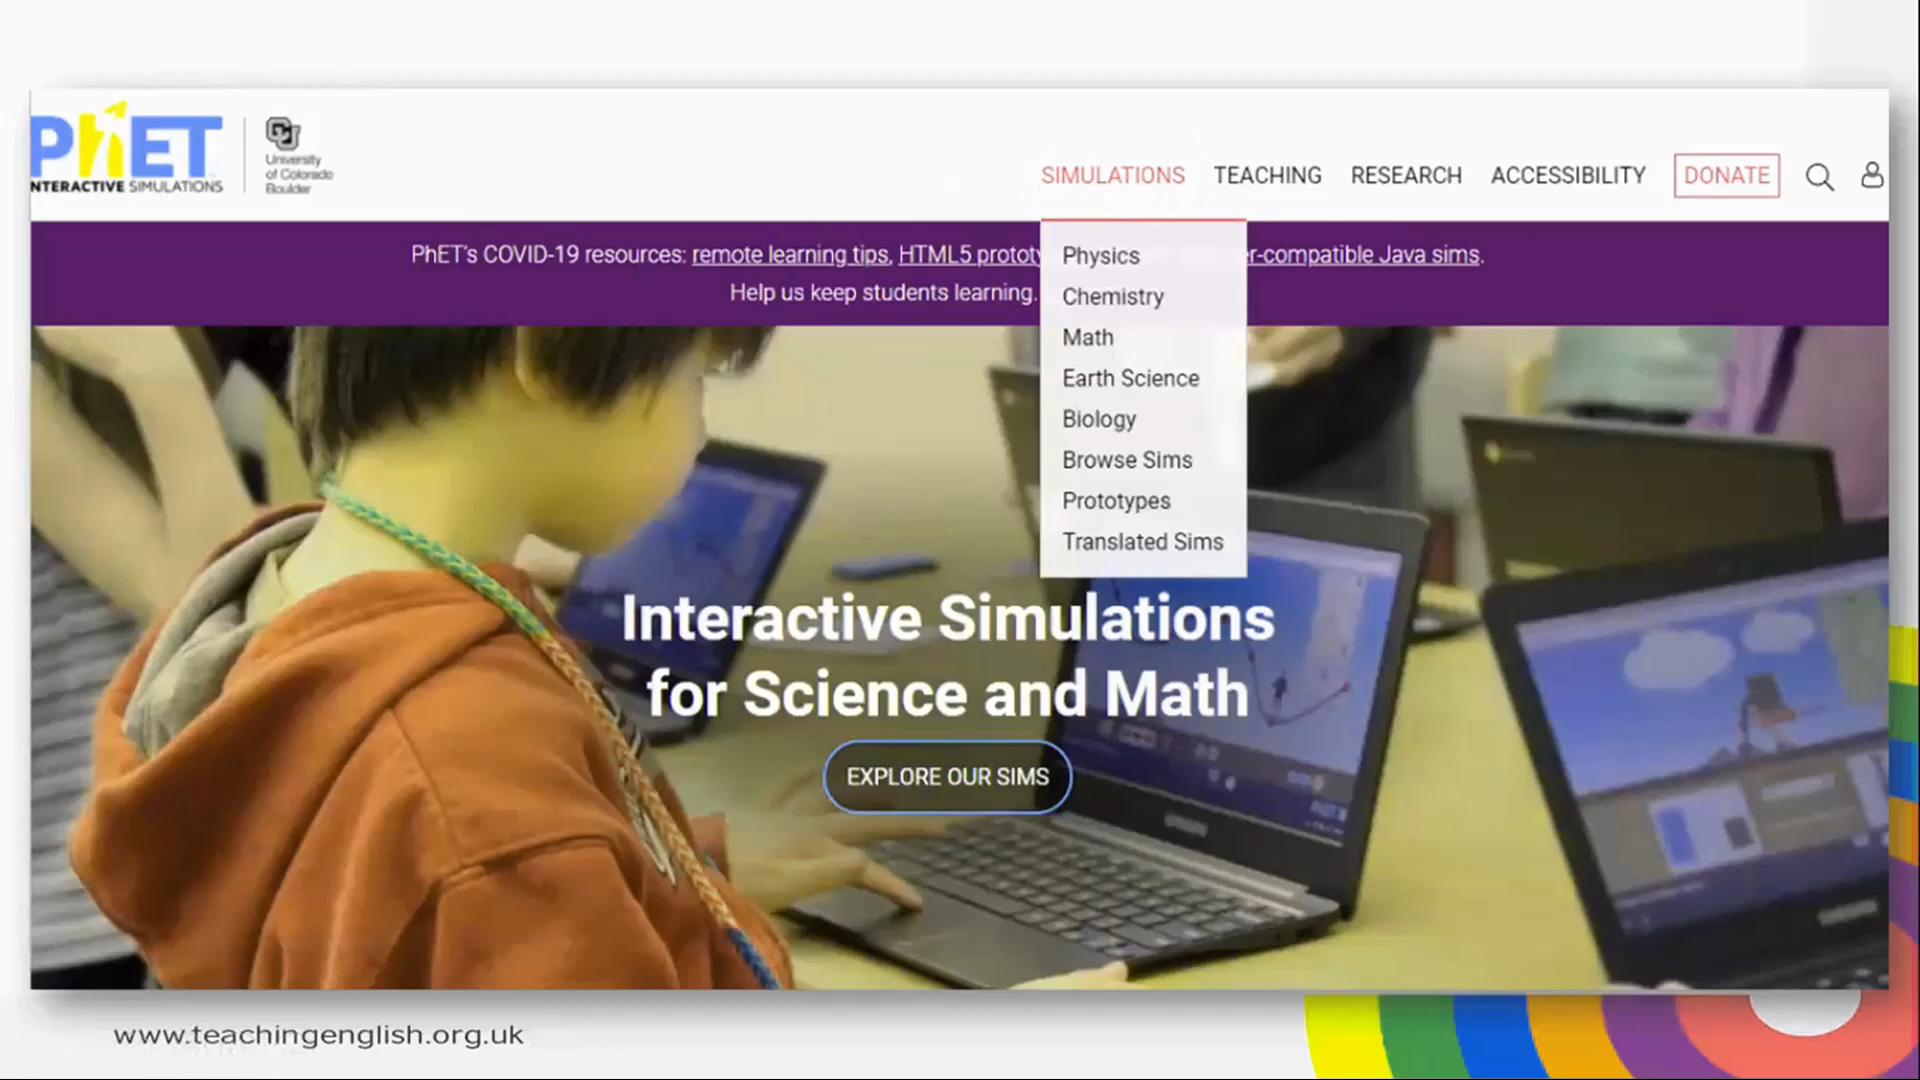 PhET
INTERACTIVE SIMULATIONS
University
of Colorado
Boulder
SIMULATIONS TEACHING RESEARCH ACCESSIBILITY DONATE
PhET's COVID-19 resources: remote learning tips, HTML5 r-compatible Java sims.
Help us keep students learning.
Physics
Chemistry
Math
Earth Science
Biology
Browse Sims
Prototypes
Translated Sims
Interactive Simulations
for Science and Math
EXPLORE OUR SIMS
www.teachingenglish.org.uk